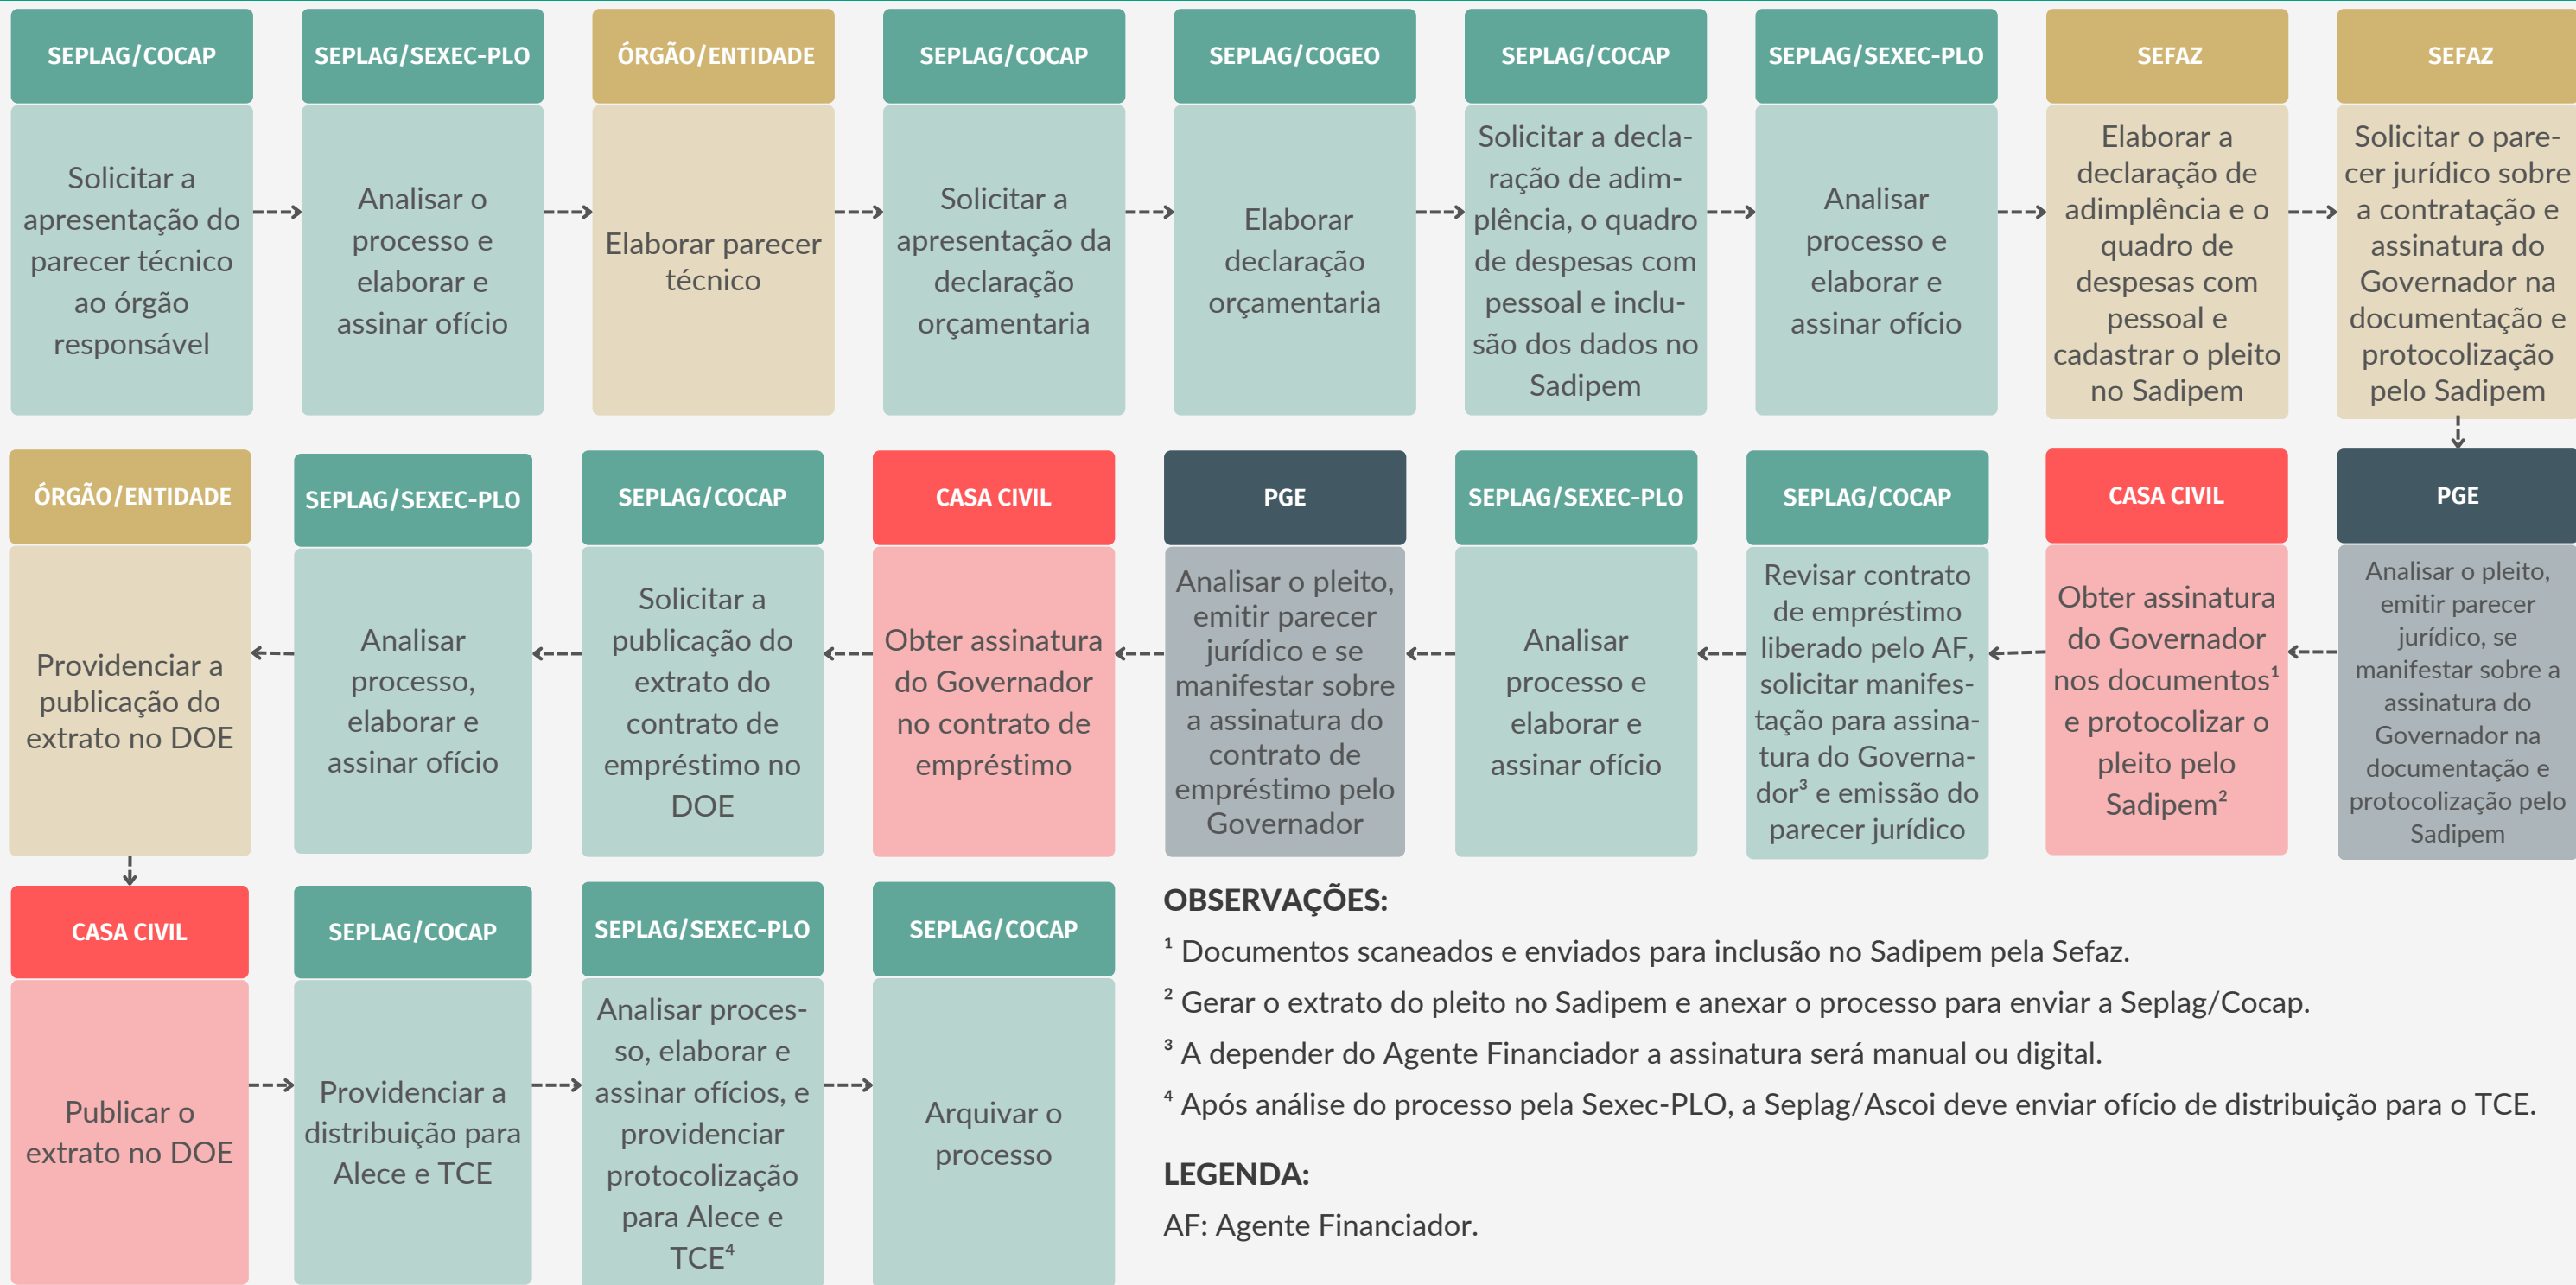 SEPLAG/COCAP
Solicitar a
apresentação do
parecer técnico
ao órgão
responsável
SEPLAG/SEXEC-PLO
Analisar o
processo e
elaborar e
assinar ofício
ÓRGÃO/ENTIDADE
Elaborar parecer
técnico
SEPLAG/COCAP
Solicitar a
apresentação da
declaração
orçamentaria
SEPLAG/COGEO
Elaborar
declaração
orçamentaria
SEPLAG/COCAP
Solicitar a decla-
ração de adim-
plência, o quadro
de despesas com
pessoal e inclu-
são dos dados no
Sadipem
SEPLAG/SEXEC-PLO
Analisar
processo e
elaborar e
assinar ofício
SEFAZ
Elaborar a
declaração de
adimplência e o
quadro de
despesas com
pessoal e
cadastrar o pleito
no Sadipem
SEFAZ
Solicitar o pare-
cer jurídico sobre
a contratação e
assinatura do
Governador na
documentação e
protocolização
pelo Sadipem
PGE
Analisar o pleito,
emitir parecer
jurídico, se
manifestar sobre a
assinatura do
Governador na
documentação e
protocolização pelo
Sadipem
CASA CIVIL
Obter assinatura
do Governador
nos documentos¹
e protocolizar o
pleito pelo
Sadipem²
SEPLAG/COCAP
Revisar contrato
de empréstimo
liberado pelo AF,
solicitar manifes-
tação para assina-
tura do Governa-
dor³ e emissão do
parecer jurídico
SEPLAG/SEXEC-PLO
Analisar
processo e
elaborar e
assinar ofício
PGE
Analisar o pleito,
emitir parecer
jurídico e se
manifestar sobre
a assinatura do
contrato de
empréstimo pelo
Governador
CASA CIVIL
Obter assinatura
do Governador
no contrato de
empréstimo
SEPLAG/COCAP
Solicitar a
publicação do
extrato do
contrato de
empréstimo no
DOE
SEPLAG/SEXEC-PLO
Analisar
processo,
elaborar e
assinar ofício
ÓRGÃO/ENTIDADE
Providenciar a
publicação do
extrato no DOE
CASA CIVIL
Publicar o
extrato no DOE
SEPLAG/COCAP
Providenciar a
distribuição para
Alece e TCE
SEPLAG/SEXEC-PLO
Analisar proces-
so, elaborar e
assinar ofícios, e
providenciar
protocolização
para Alece e
TCE⁴
SEPLAG/COCAP
Arquivar o
processo
OBSERVAÇÕES:
¹ Documentos scaneados e enviados para inclusão no Sadipem pela Sefaz.
² Gerar o extrato do pleito no Sadipem e anexar o processo para enviar a Seplag/Cocap.
³ A depender do Agente Financiador a assinatura será manual ou digital.
⁴ Após análise do processo pela Sexec-PLO, a Seplag/Ascoi deve enviar ofício de distribuição para o TCE.
LEGENDA:
AF: Agente Financiador.